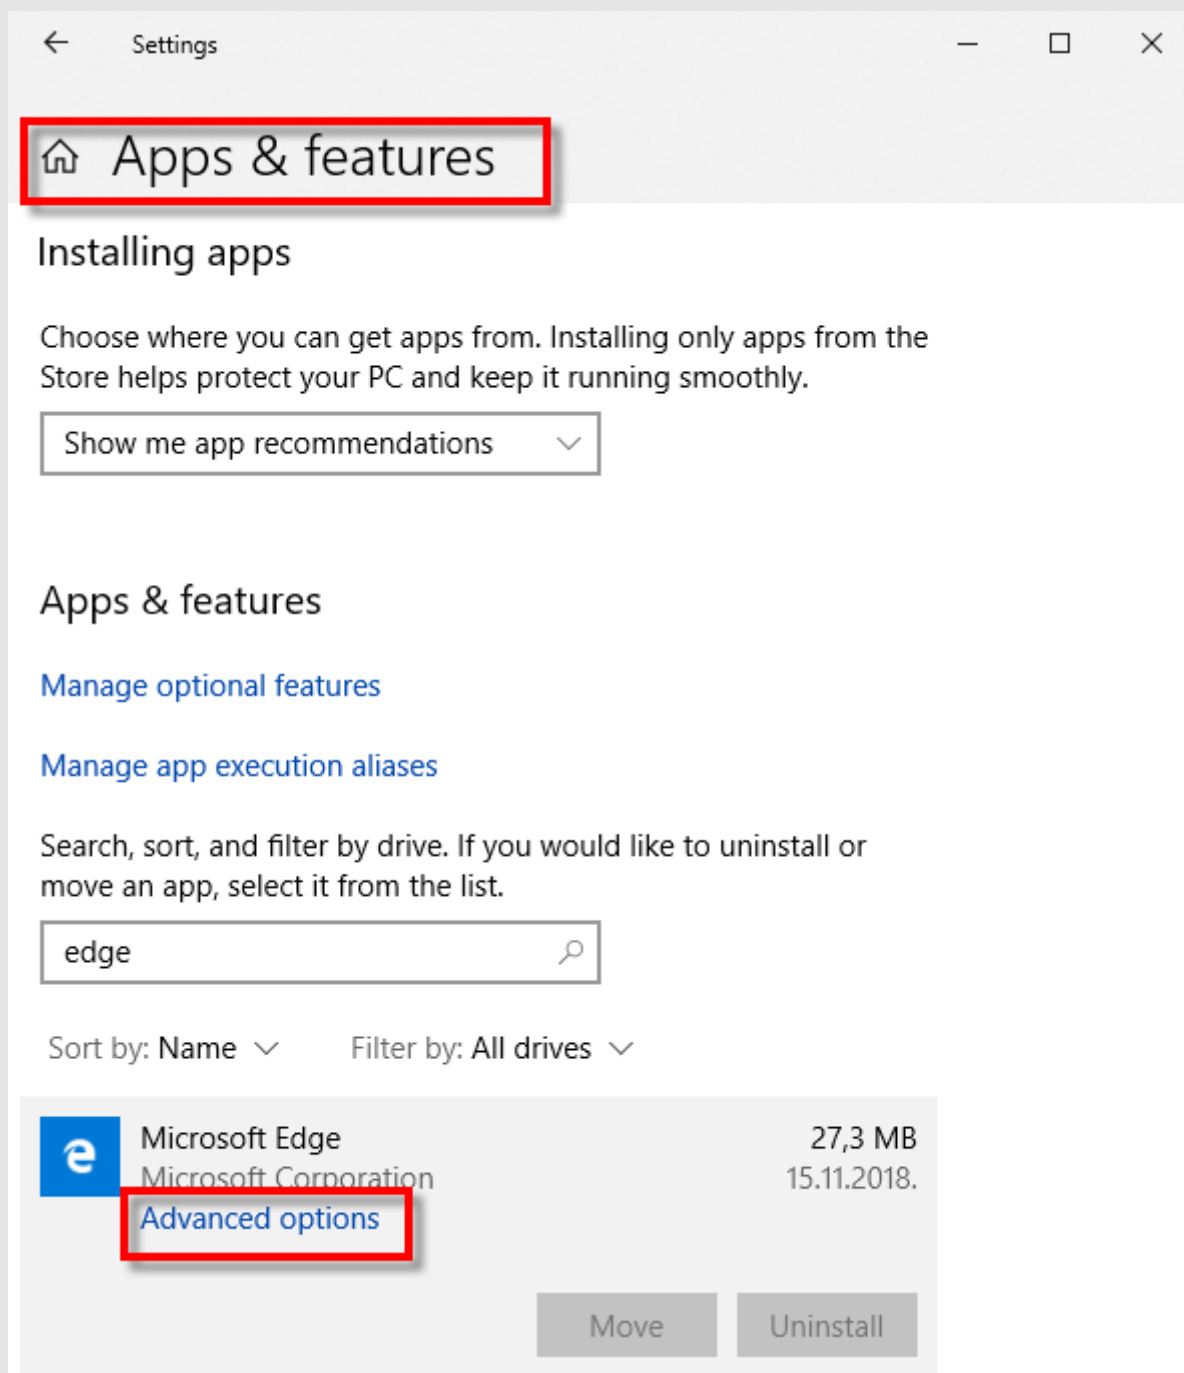 Settings
Apps & features
Installing apps
Choose where you can get apps from. Installing only apps from the
Store helps protect your PC and keep it running smoothly.
Show me app recommendations
Apps & features
Manage optional features
Manage app execution aliases
Search, sort, and filter by drive. If you would like to uninstall or
move an app, select it from the list.
edge
Sort by: Name Filter by: All drives
Microsoft Edge 27,3 MB
Microsoft Corporation 15.11.2018.
Advanced options
Move Uninstall